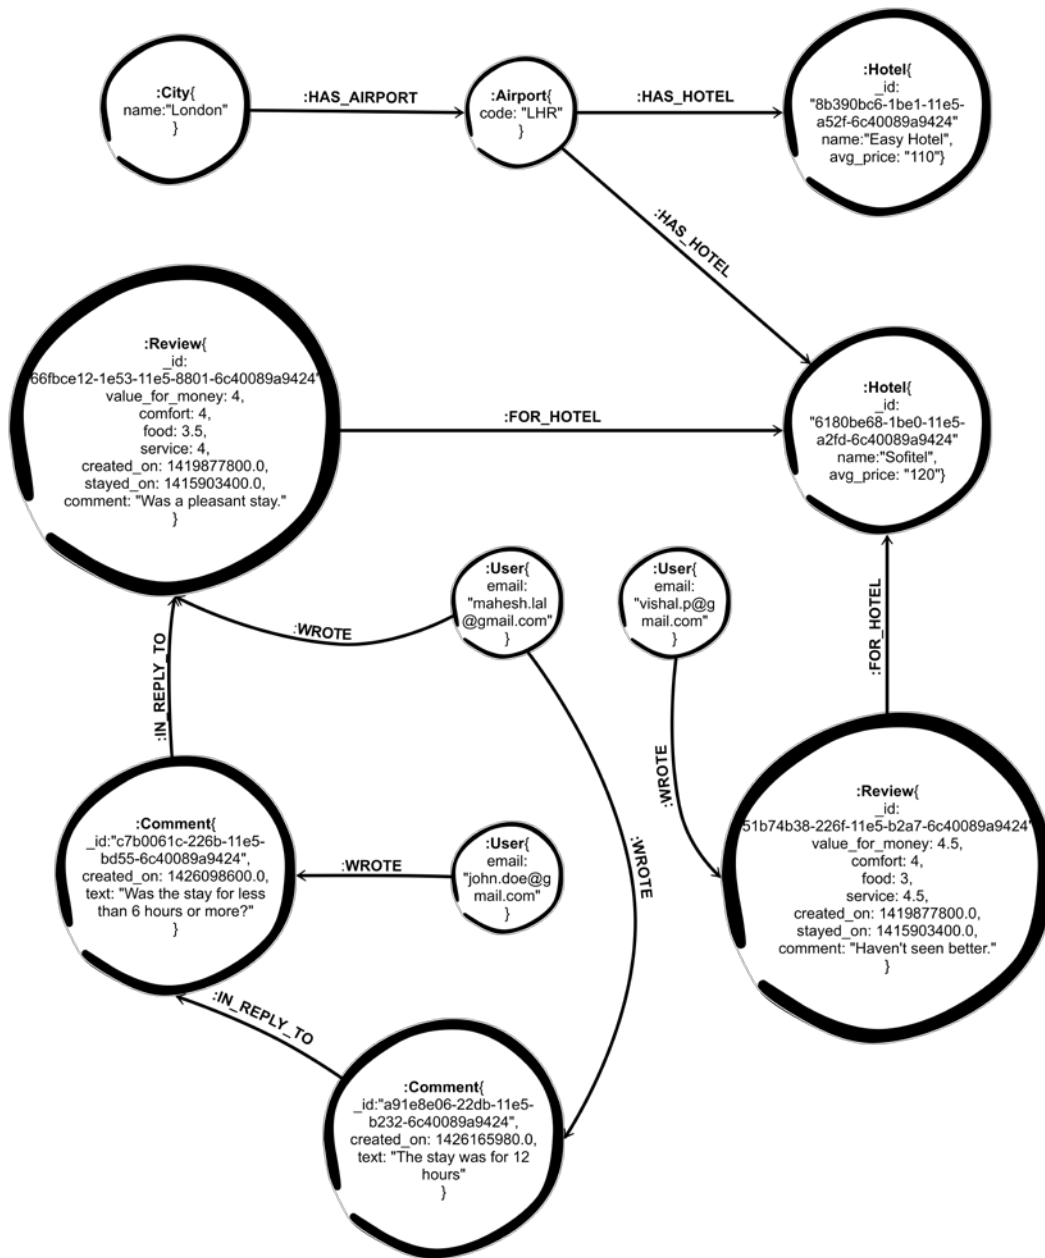 :City{
name:"London"
}
:HAS_AIRPORT
:Airport{
code: "LHR"
}
:HAS_HOTEL
:Hotel{
_id:
"8b390bc6-1be1-11e5-
a52f-6c40089a9424"
name:"Easy Hotel",
avg_price: "110"}
:HAS_HOTEL
:Review{
_id:
66fbce12-1e53-11e5-8801-6c40089a9424"
value_for_money: 4,
comfort: 4,
food: 3.5,
service: 4,
created_on: 1419877800.0,
stayed_on: 1415903400.0,
comment: "Was a pleasant stay."
}
:FOR_HOTEL
:Hotel{
_id:
"6180be68-1be0-11e5-
a2fd-6c40089a9424"
name:"Sofitel",
avg_price: "120"}
:User{
email:
"mahesh.lal
@gmail.com"
}
:User{
email:
"vishal.p@g
mail.com"
}
:WROTE
:FOR_HOTEL
:IN_REPLY_TO
:WROTE
:Comment{
_id:"c7b0061c-226b-11e5-
bd55-6c40089a9424",
created_on: 1426098600.0,
text: "Was the stay for less
than 6 hours or more?"
}
:WROTE
:User{
email:
"john.doe@g
mail.com"
}
:WROTE
:Review{
_id:
51b74b38-226f-11e5-b2a7-6c40089a9424"
value_for_money: 4.5,
comfort: 4,
food: 3,
service: 4.5,
created_on: 1419877800.0,
stayed_on: 1415903400.0,
comment: "Haven't seen better."
}
:IN_REPLY_TO
:Comment{
_id:"a91e8e06-22db-11e5-
b232-6c40089a9424",
created_on: 1426165980.0,
text: "The stay was for 12
hours"
}